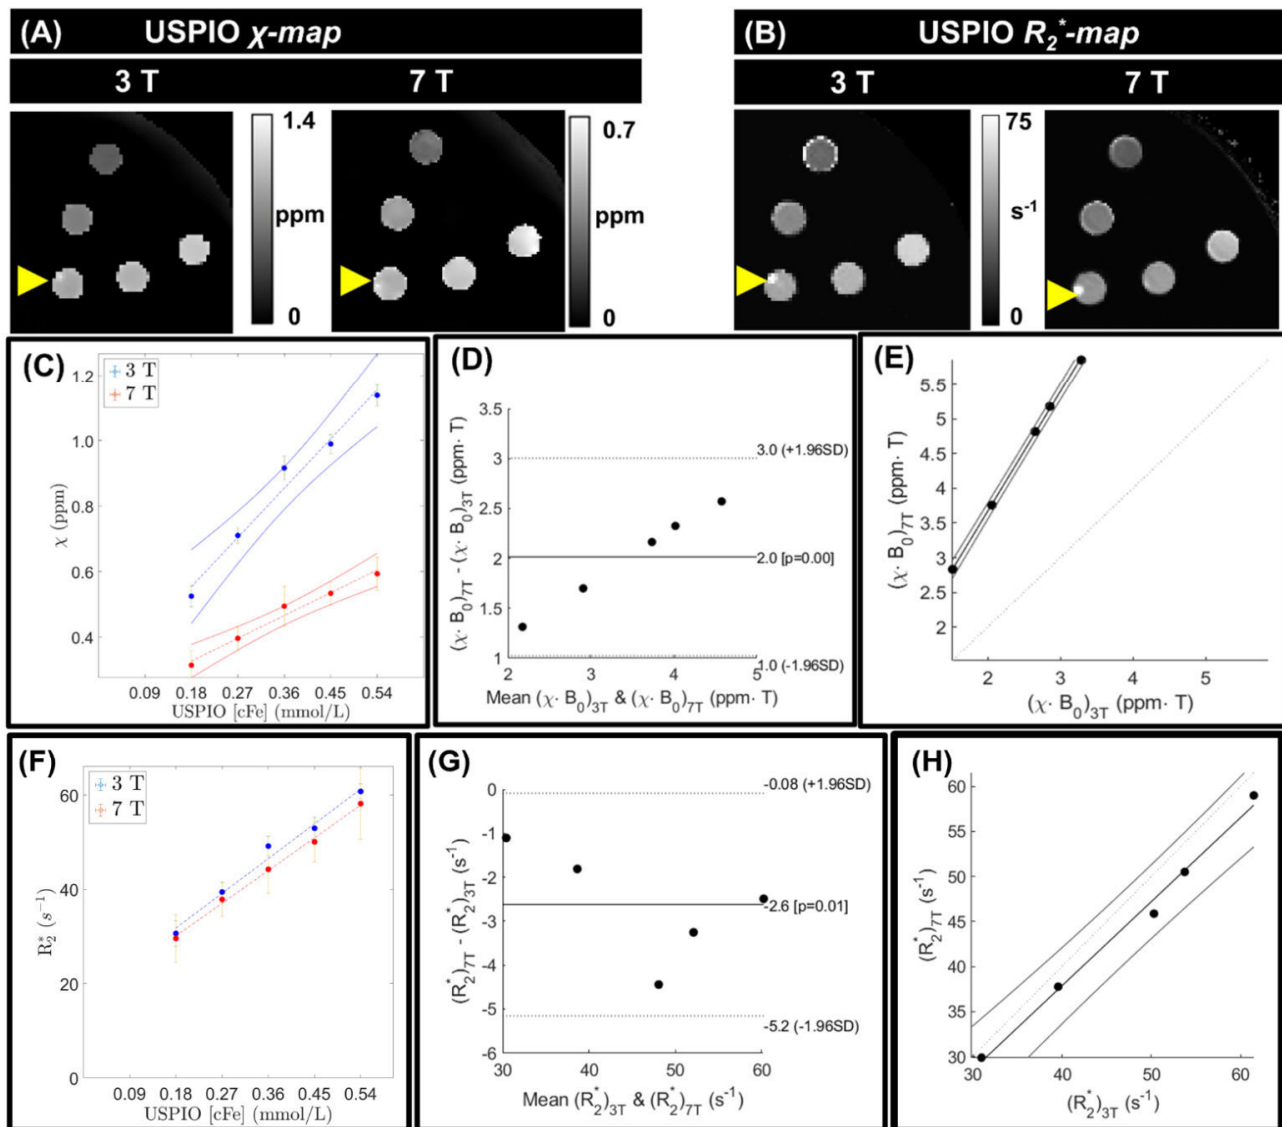 (A) USPIO χ-map
3 T 7 T
1.4
ppm
0
0.7
ppm
0
(B) USPIO R₂*-map
3 T 7 T
75
s⁻¹
0
(C)
3 T
7 T
1.2
1.0
0.8
0.6
0.4
χ (ppm)
0.09 0.18 0.27 0.36 0.45 0.54
USPIO [cFe] (mmol/L)
(D)
3.5
3
2.5
2
1.5
1
(χ· B₀)₇T - (χ· B₀)₃T (ppm· T)
3.0 (+1.96SD)
2.0 [p=0.00]
1.0 (-1.96SD)
2 3 4 5
Mean (χ· B₀)₃T & (χ· B₀)₇T (ppm· T)
(E)
5.5
5
4.5
4
3.5
3
2.5
2
(χ· B₀)₇T (ppm· T)
2 3 4 5
(χ· B₀)₃T (ppm· T)
(F)
3 T
7 T
60
40
20
0
R₂* (s⁻¹)
0.09 0.18 0.27 0.36 0.45 0.54
USPIO [cFe] (mmol/L)
(G)
0
-1
-2
-3
-4
-5
-6
(R₂*)₇T - (R₂*)₃T (s⁻¹)
-0.08 (+1.96SD)
-2.6 [p=0.01]
-5.2 (-1.96SD)
30 40 50 60
Mean (R₂*)₃T & (R₂*)₇T (s⁻¹)
(H)
60
55
50
45
40
35
30
(R₂*)₇T (s⁻¹)
30 40 50 60
(R₂*)₃T (s⁻¹)